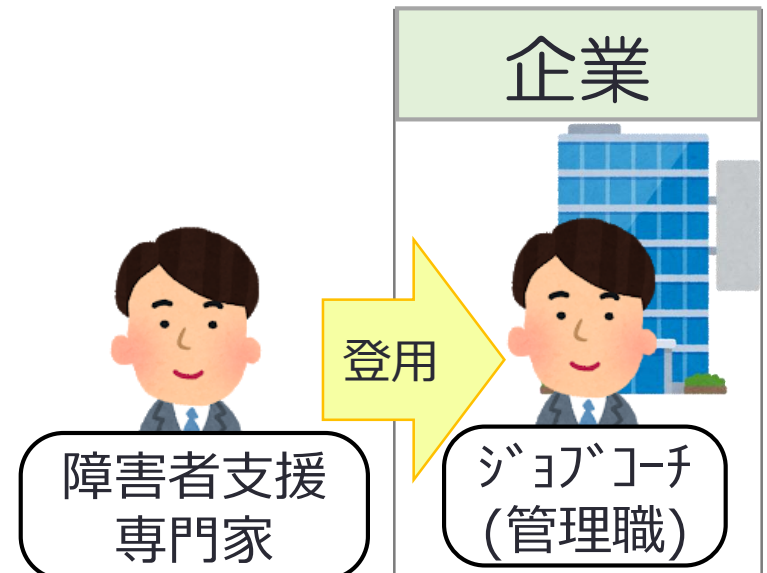 企業
登用
障害者支援
専門家
ｼﾞｮﾌﾞｺｰﾁ
(管理職)